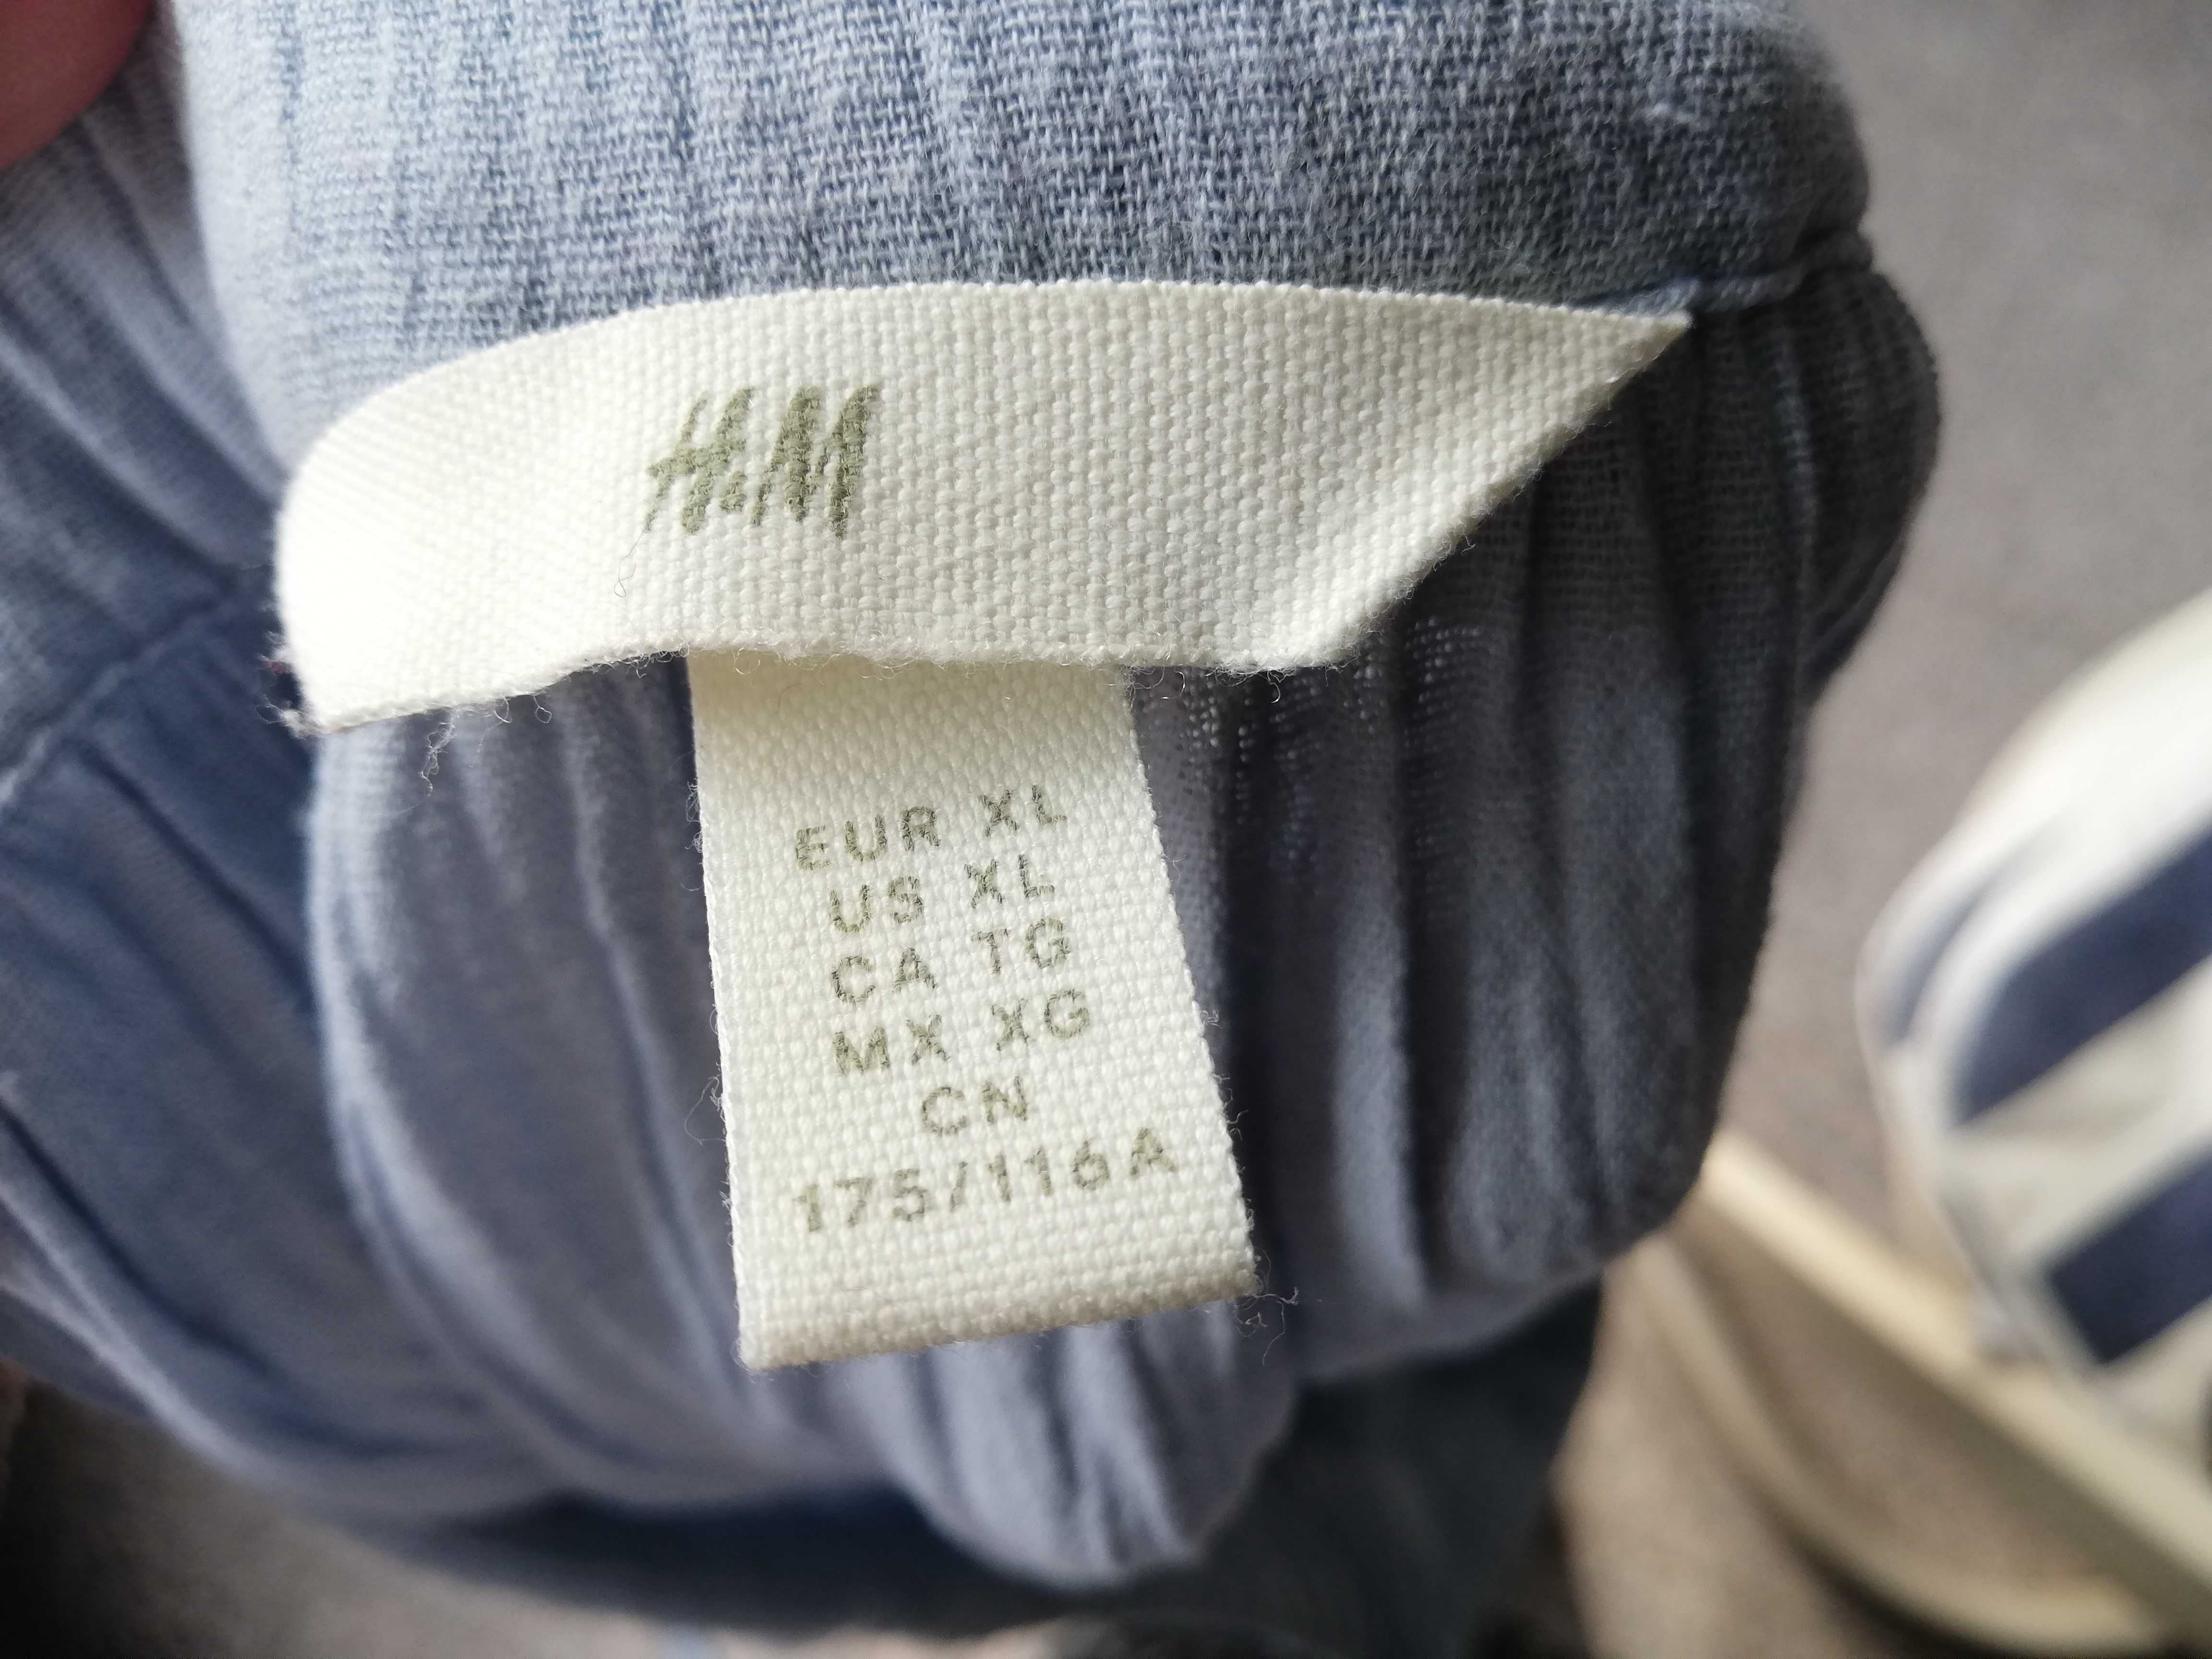 H&M
EUR XL
US XL
CA TG
MX XG
CN
175/116A